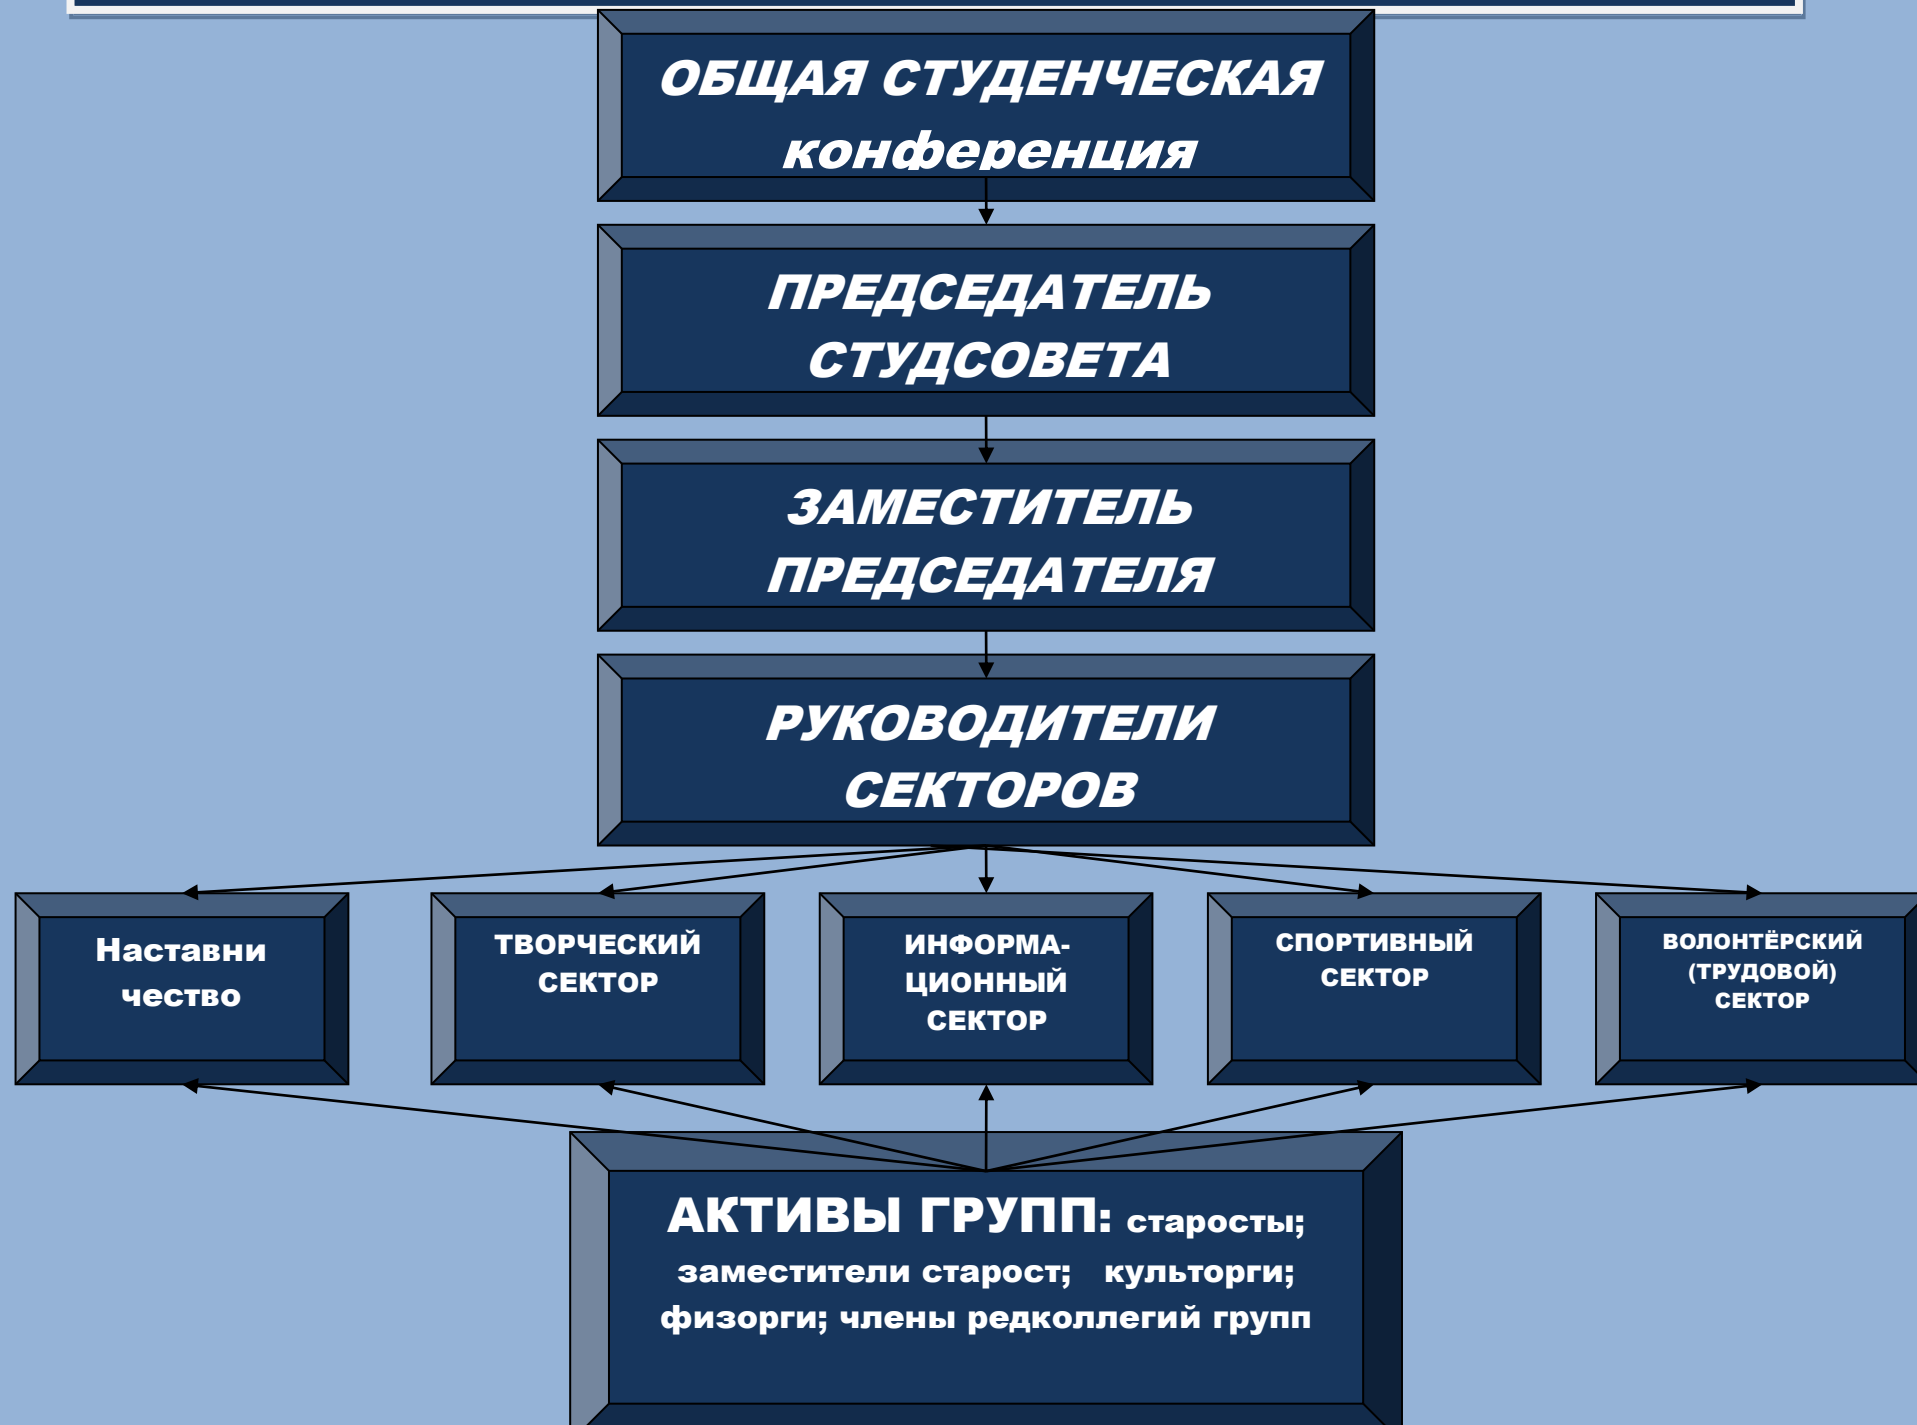 ОБЩАЯ СТУДЕНЧЕСКАЯ
конференция
ПРЕДСЕДАТЕЛЬ
СТУДСОВЕТА
ЗАМЕСТИТЕЛЬ
ПРЕДСЕДАТЕЛЯ
РУКОВОДИТЕЛИ
СЕКТОРОВ
Наставни
чество
ТВОРЧЕСКИЙ
СЕКТОР
ИНФОРМА-
ЦИОННЫЙ
СЕКТОР
СПОРТИВНЫЙ
СЕКТОР
ВОЛОНТЁРСКИЙ
(ТРУДОВОЙ)
СЕКТОР
АКТИВЫ ГРУПП: старосты;
заместители старост; культорги;
физорги; члены редколлегий групп